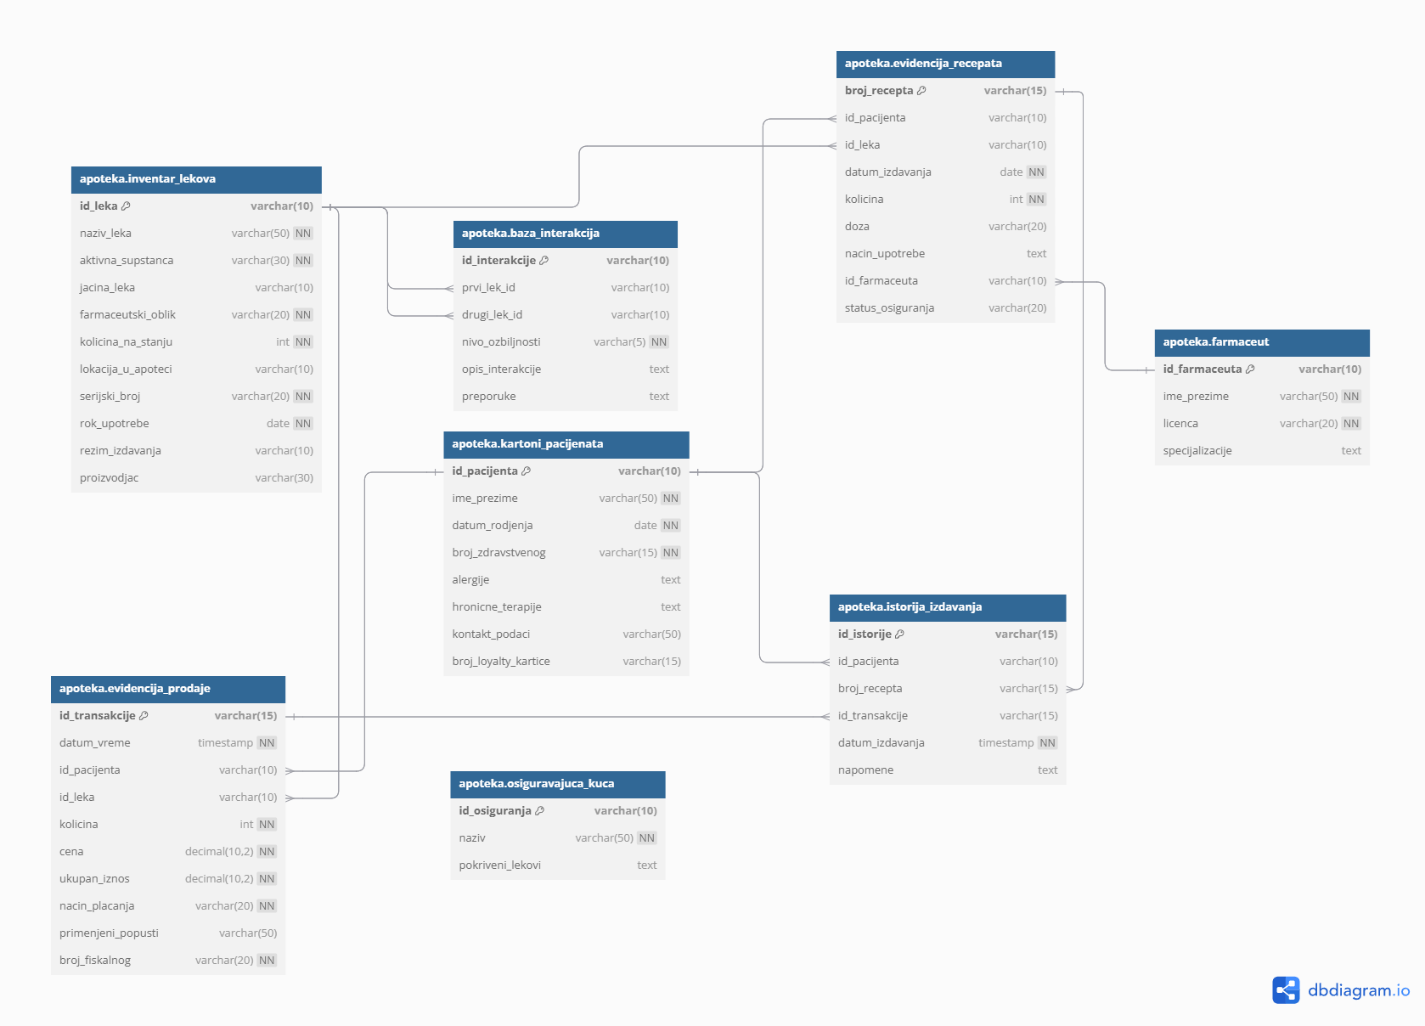 apoteka.evidencija_recepata
broj_recepta varchar(15)
id_pacijenta varchar(10)
id_leka varchar(10)
datum_izdavanja date NN
kolicina int NN
doza varchar(20)
nacin_upotrebe text
id_farmaceuta varchar(10)
status_osiguranja varchar(20)
apoteka.inventar_lekova
id_leka varchar(10)
naziv_leka varchar(50) NN
aktivna_supstanca varchar(30) NN
jacina_leka varchar(10)
farmaceutski_oblik varchar(20) NN
kolicina_na_stanju int NN
lokacija_u_apoteci varchar(10)
serijski_broj varchar(20) NN
rok_upotrebe date NN
rezim_izdavanja varchar(10)
proizvodjac varchar(30)
apoteka.baza_interakcija
id_interakcije varchar(10)
prvi_lek_id varchar(10)
drugi_lek_id varchar(10)
nivo_ozbiljnosti varchar(5) NN
opis_interakcije text
preporuke text
apoteka.farmaceut
id_farmaceuta varchar(10)
ime_prezime varchar(50) NN
licenca varchar(20) NN
specijalizacije text
apoteka.kartoni_pacijenata
id_pacijenta varchar(10)
ime_prezime varchar(50) NN
datum_rodjenja date NN
broj_zdravstvenog varchar(15) NN
alergije text
hronicne_terapije text
kontakt_podaci varchar(50)
broj_loyalty_kartice varchar(15)
apoteka.istorija_izdavanja
id_istorije varchar(15)
id_pacijenta varchar(10)
broj_recepta varchar(15)
id_transakcije varchar(15)
datum_izdavanja timestamp NN
napomene text
apoteka.evidencija_prodaje
id_transakcije varchar(15)
datum_vreme timestamp NN
id_pacijenta varchar(10)
id_leka varchar(10)
kolicina int NN
cena decimal(10,2) NN
ukupan_iznos decimal(10,2) NN
nacin_placanja varchar(20) NN
primenjeni_popusti varchar(50)
broj_fiskalnog varchar(20) NN
apoteka.osiguravajuca_kuca
id_osiguranja varchar(10)
naziv varchar(50) NN
pokriveni_lekovi text
dbdiagram.io